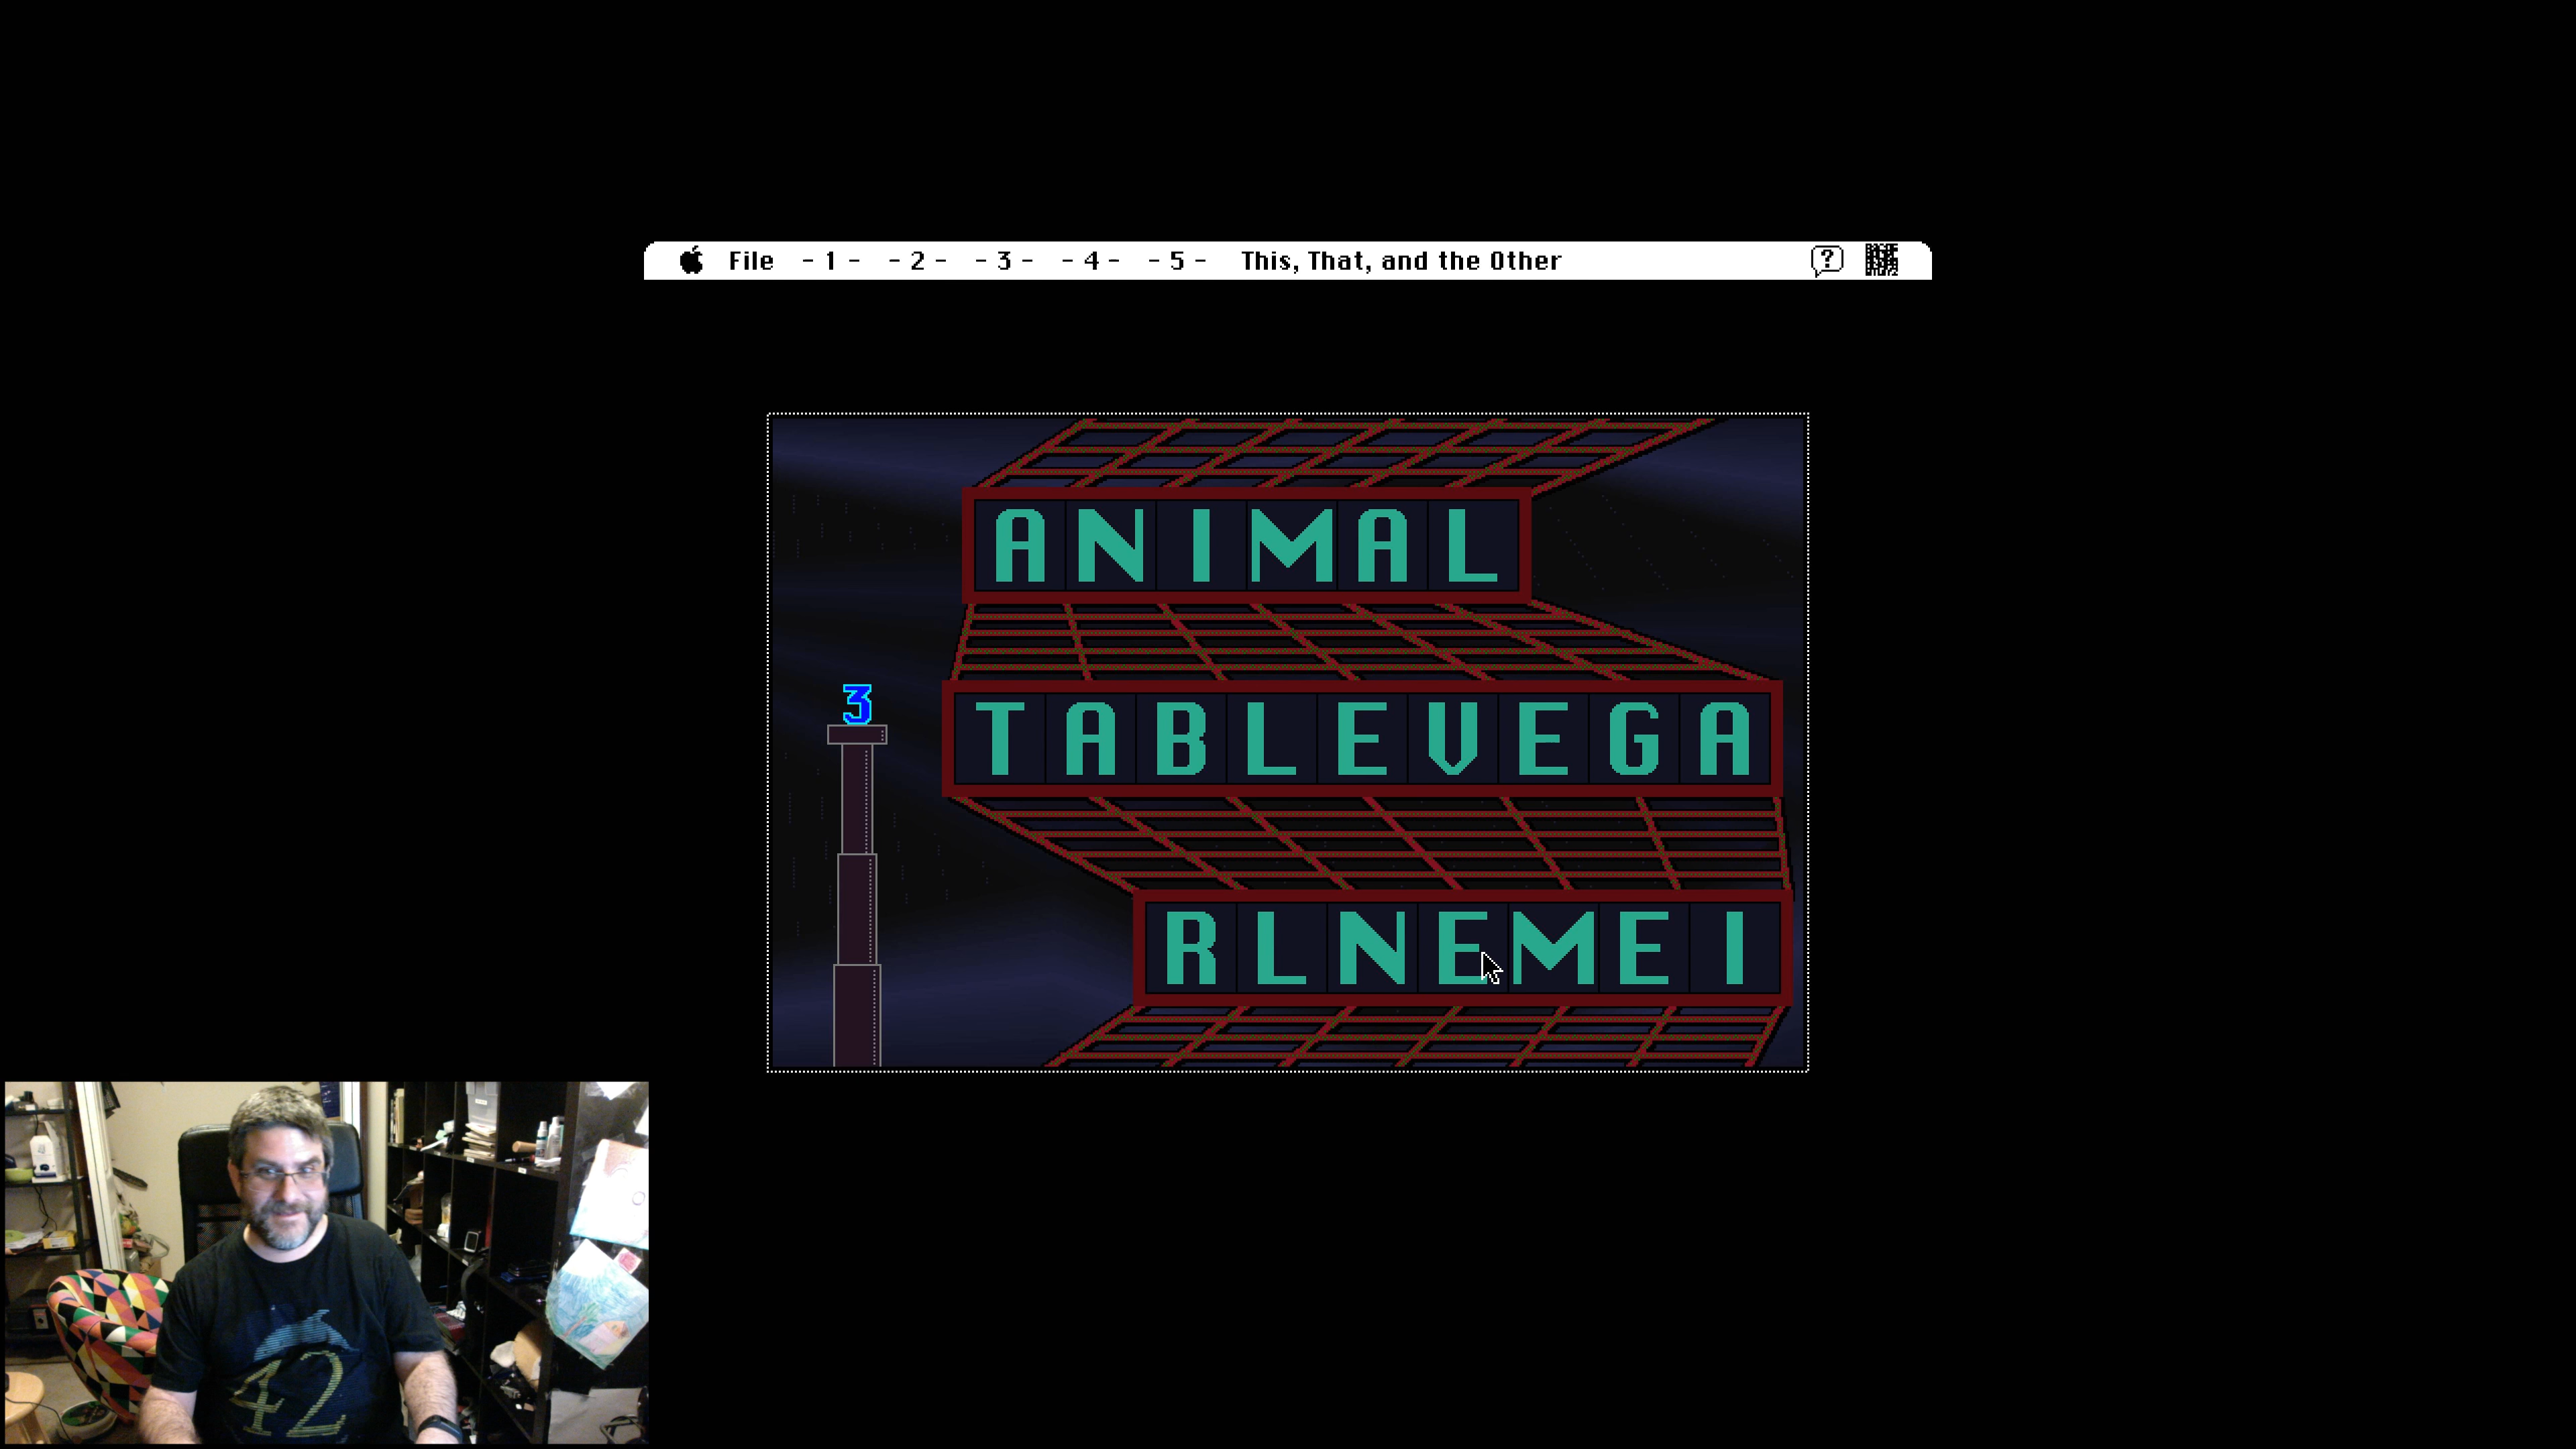 File -1- -2- -3- -4- -5- This, That, and the Other
ANIMAL
3
TABLEVEGA
RLNEMEI
42